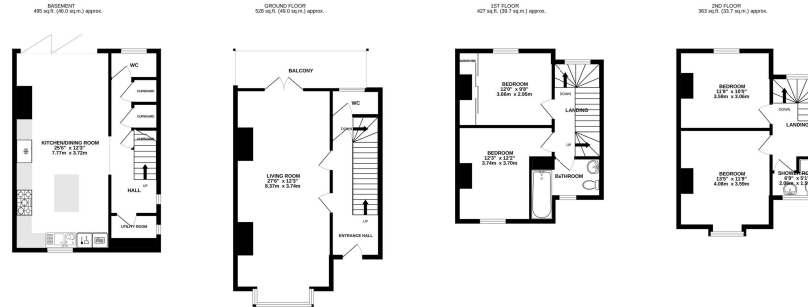 BASEMENT
495 sq.ft. (46.0 sq.m.) approx.
WC
CUPBOARD
CUPBOARD
CUPBOARD
KITCHEN/DINING ROOM
25'6" x 12'3"
7.77m x 3.72m
UP
HALL
UTILITY ROOM
GROUND FLOOR
528 sq.ft. (49.0 sq.m.) approx.
BALCONY
WC
DOWN
LIVING ROOM
27'6" x 12'3"
8.37m x 3.74m
UP
ENTRANCE HALL
1ST FLOOR
427 sq.ft. (39.7 sq.m.) approx.
WARDROBE
BEDROOM
12'0" x 9'8"
3.66m x 2.95m
DOWN
LANDING
UP
BEDROOM
12'3" x 12'2"
3.74m x 3.70m
BATHROOM
2ND FLOOR
363 sq.ft. (33.7 sq.m.) approx.
BEDROOM
11'9" x 10'0"
3.59m x 3.06m
DOWN
LANDING
BEDROOM
13'5" x 11'9"
4.08m x 3.59m